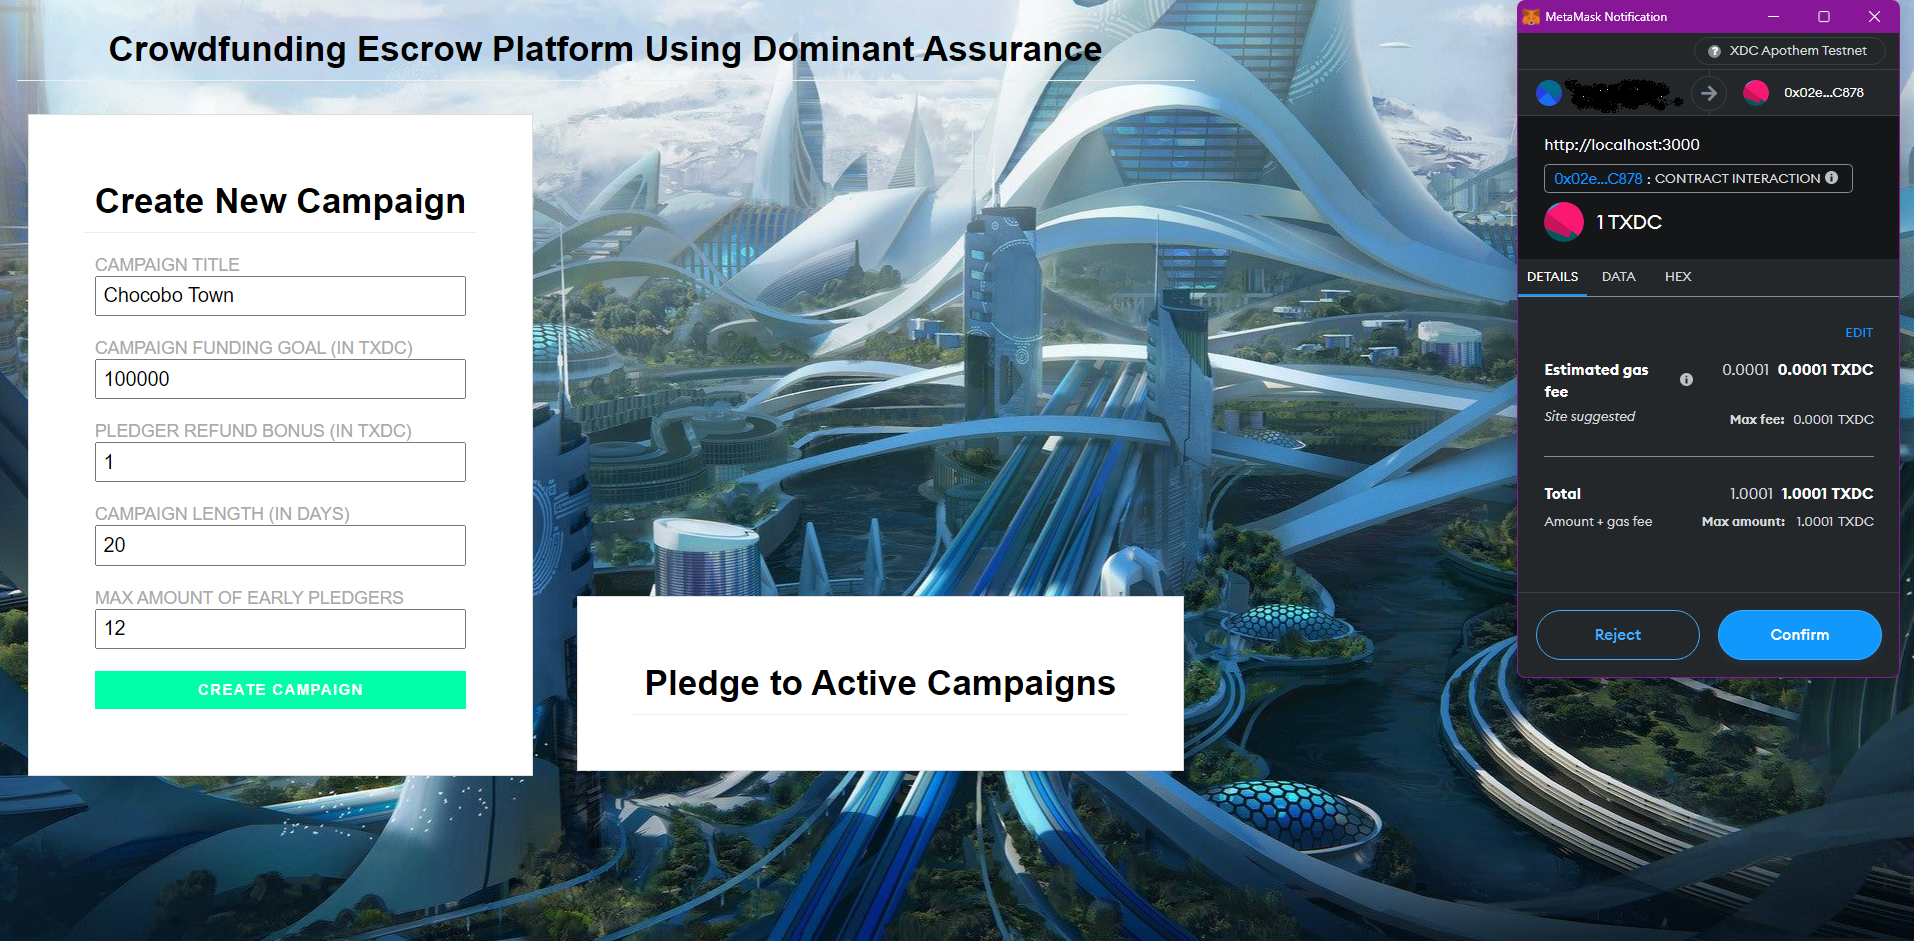 Crowdfunding Escrow Platform Using Dominant Assurance
Create New Campaign
CAMPAIGN TITLE
Chocobo Town
CAMPAIGN FUNDING GOAL (IN TXDC)
100000
PLEDGER REFUND BONUS (IN TXDC)
1
CAMPAIGN LENGTH (IN DAYS)
20
MAX AMOUNT OF EARLY PLEDGERS
12
CREATE CAMPAIGN
Pledge to Active Campaigns
MetaMask Notification
XDC Apothem Testnet
0x02e...C878
http://localhost:3000
0x02e...C878 : CONTRACT INTERACTION
1 TXDC
DETAILS DATA HEX
EDIT
Estimated gas fee 0.0001 0.0001 TXDC
Site suggested Max fee: 0.0001 TXDC
Total 1.0001 1.0001 TXDC
Amount + gas fee Max amount: 1.0001 TXDC
Reject Confirm